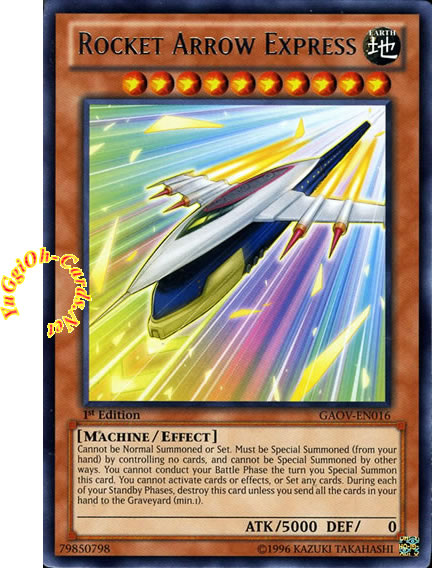 ROCKET ARROW EXPRESS
EARTH
地
YuGgiOh-Cards.Net
1st Edition
GAOV-EN016
[MACHINE / EFFECT]
Cannot be Normal Summoned or Set. Must be Special Summoned (from your
hand) by controlling no cards, and cannot be Special Summoned by other
ways. You cannot conduct your Battle Phase the turn you Special Summon
this card. You cannot activate cards or effects, or Set any cards. During each
of your Standby Phases, destroy this card unless you send all the cards in your
hand to the Graveyard (min.1).
ATK/5000 DEF/ 0
79850798
©1996 KAZUKI TAKAHASHI